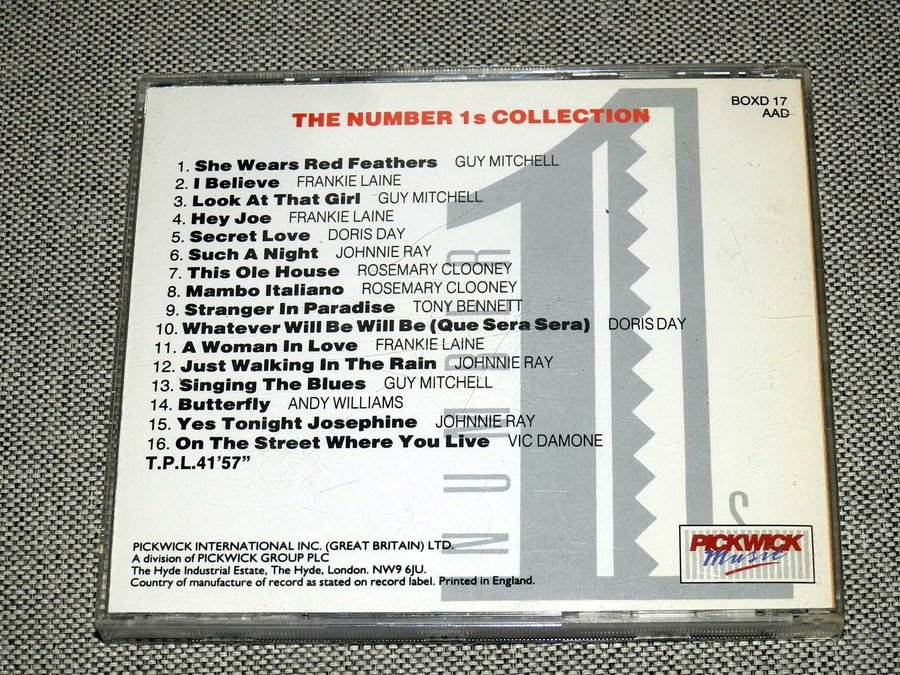 THE NUMBER 1s COLLECTION
BOXD 17
AAD
1. She Wears Red Feathers GUY MITCHELL
2. I Believe FRANKIE LAINE
3. Look At That Girl GUY MITCHELL
4. Hey Joe FRANKIE LAINE
5. Secret Love DORIS DAY
6. Such A Night JOHNNIE RAY
7. This Ole House ROSEMARY CLOONEY
8. Mambo Italiano ROSEMARY CLOONEY
9. Stranger In Paradise TONY BENNETT
10. Whatever Will Be Will Be (Que Sera Sera) DORIS DAY
11. A Woman In Love FRANKIE LAINE
12. Just Walking In The Rain JOHNNIE RAY
13. Singing The Blues GUY MITCHELL
14. Butterfly ANDY WILLIAMS
15. Yes Tonight Josephine JOHNNIE RAY
16. On The Street Where You Live VIC DAMONE
T.P.L.41'57"
NUMBER
1s
PICKWICK INTERNATIONAL INC. (GREAT BRITAIN) LTD.
A division of PICKWICK GROUP PLC
The Hyde Industrial Estate, The Hyde, London. NW9 6JU.
Country of manufacture of record as stated on record label. Printed in England.
PICKWICK
Music